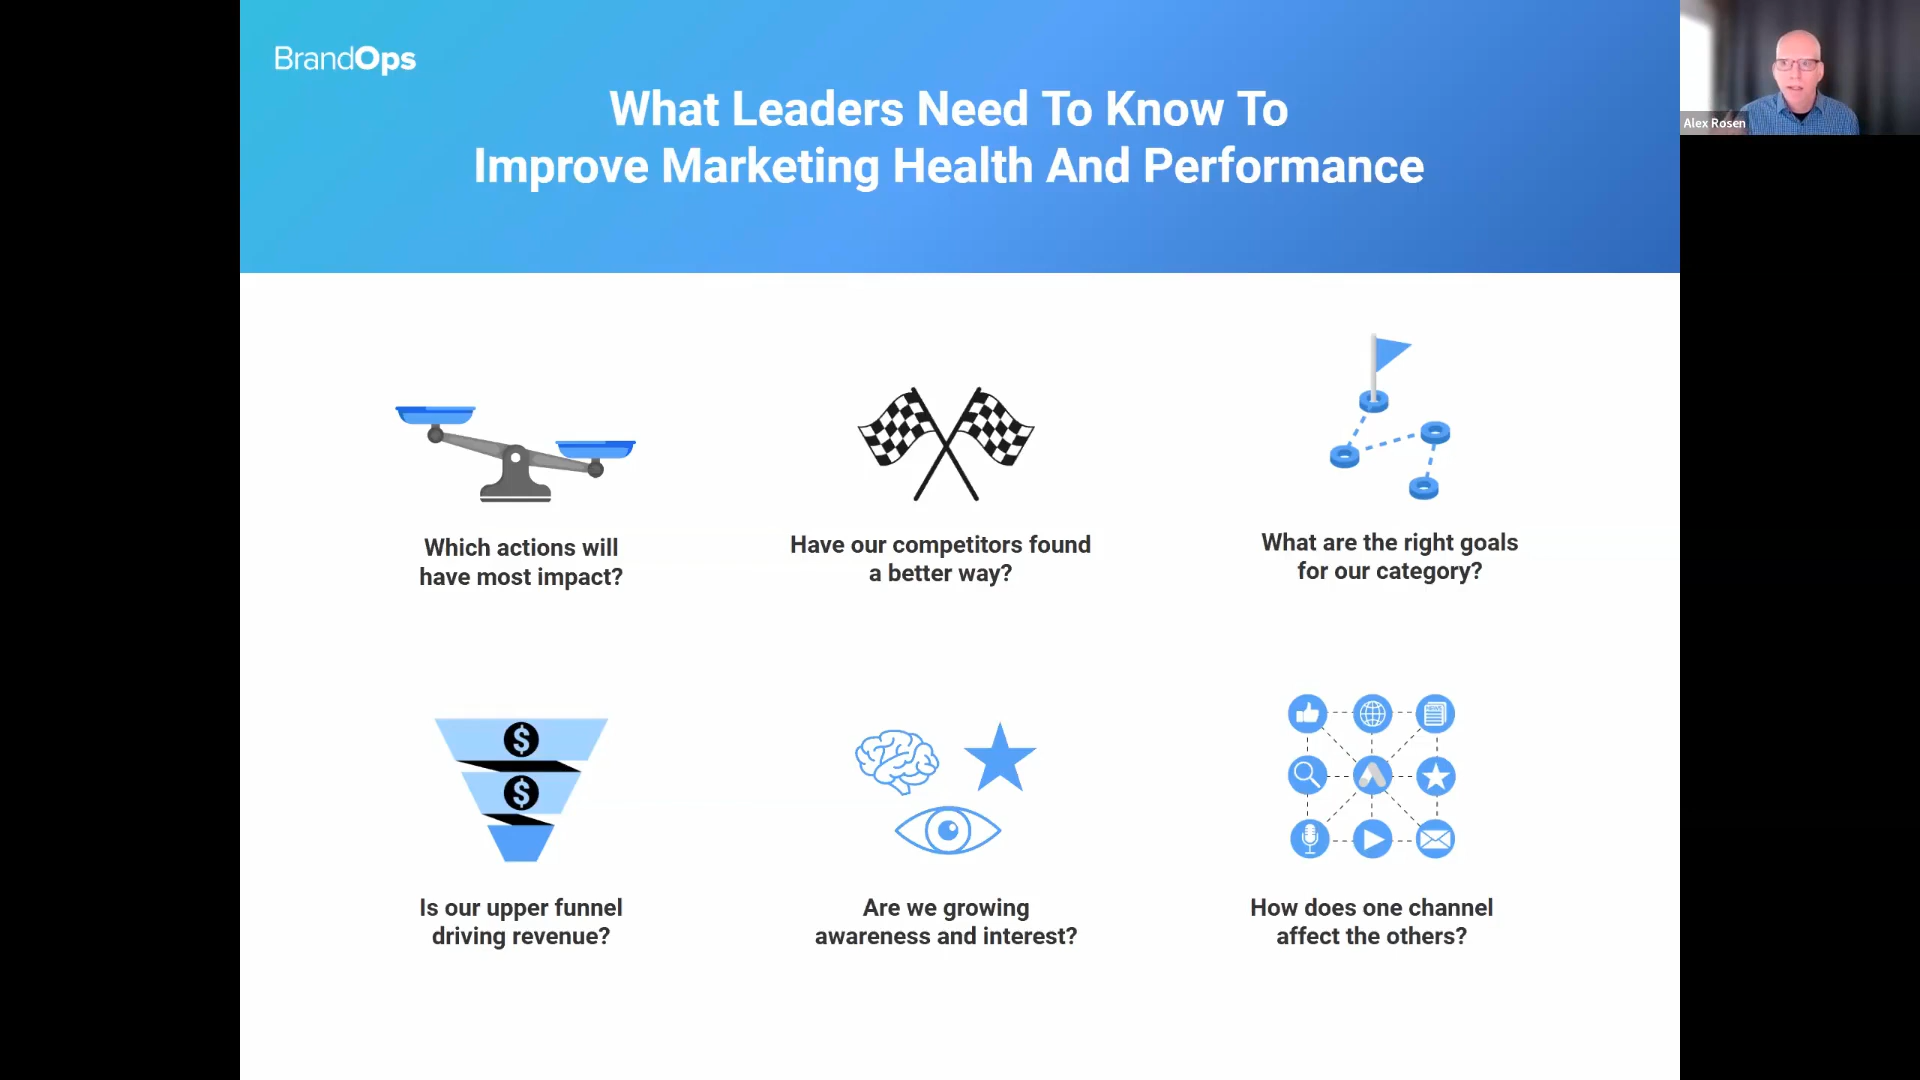 BrandOps
What Leaders Need To Know To
Improve Marketing Health And Performance
Alex Rosen
Which actions will
have most impact?
Have our competitors found
a better way?
What are the right goals
for our category?
$
$
NEWS
Is our upper funnel
driving revenue?
Are we growing
awareness and interest?
How does one channel
affect the others?